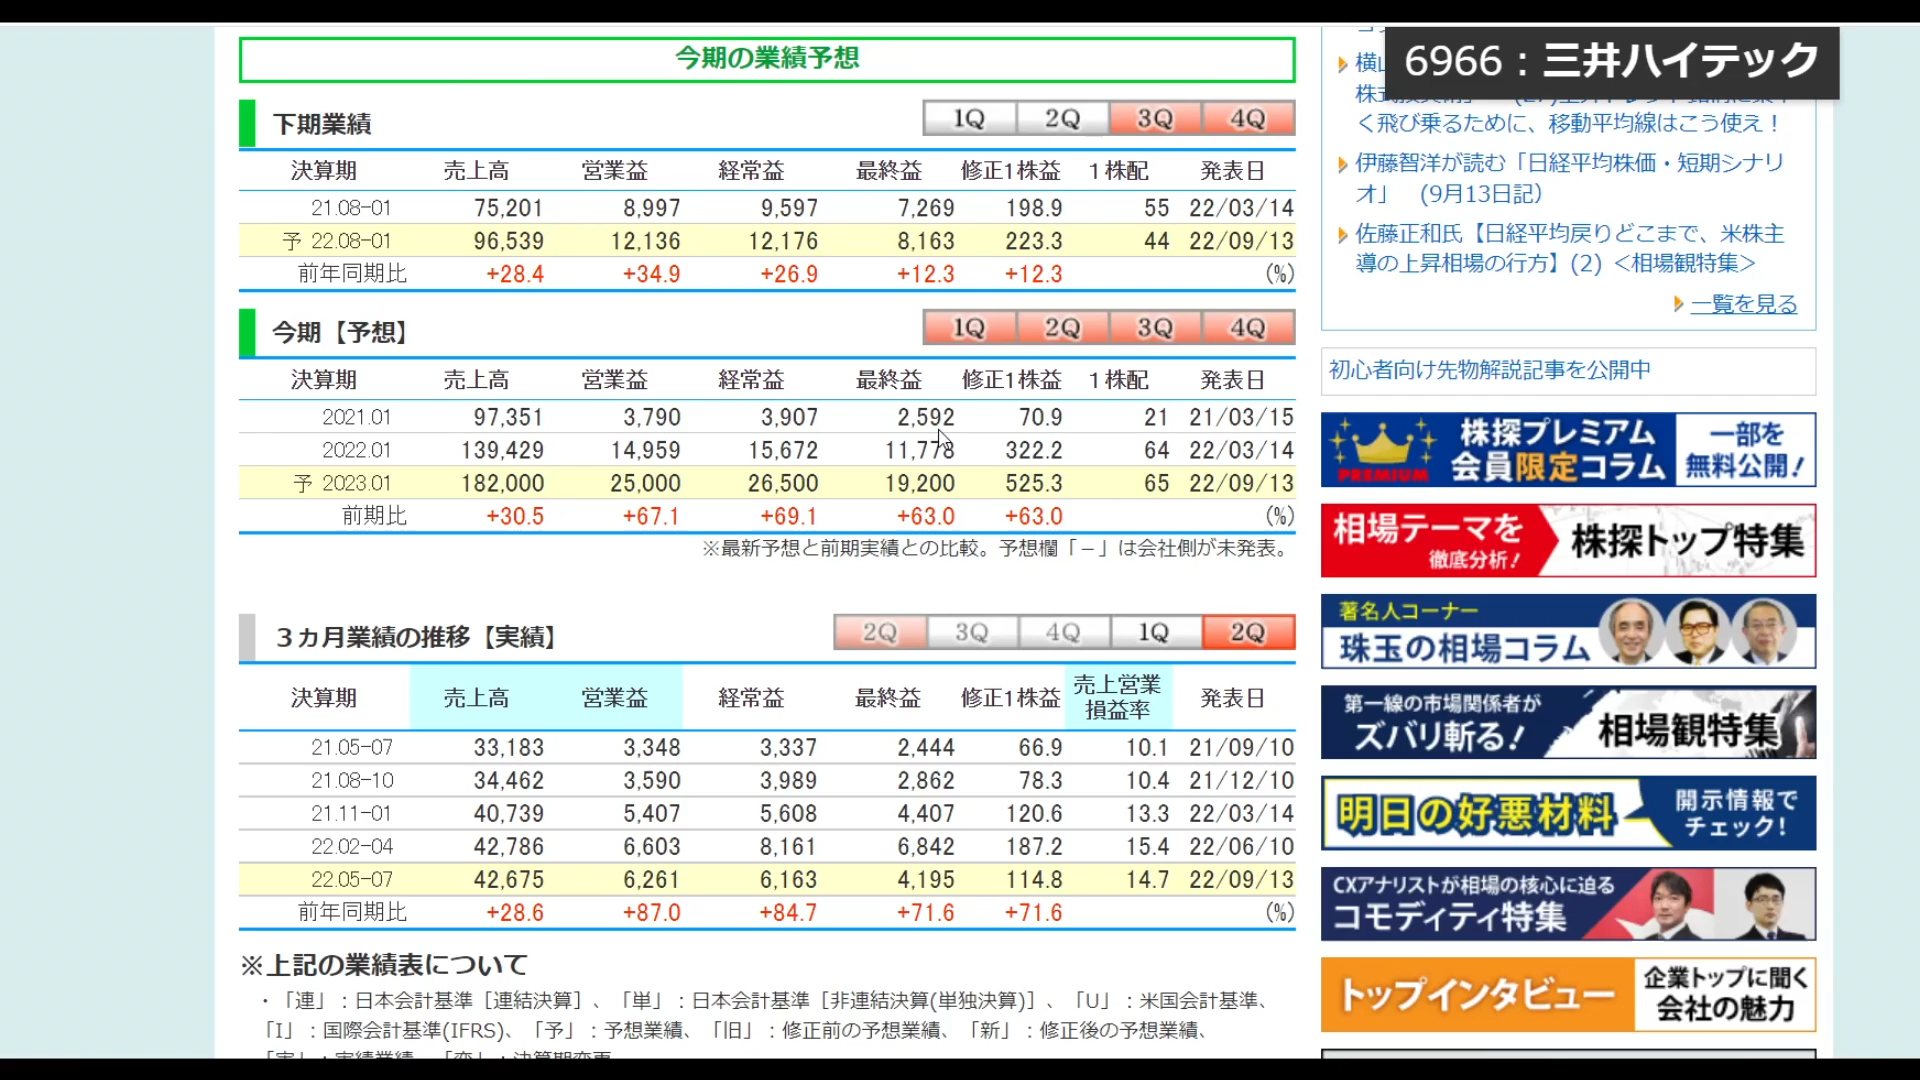 6966：三井ハイテック
今期の業績予想
下期業績
1Q 2Q 3Q 4Q
決算期 売上高 営業益 経常益 最終益 修正1株益 1株配 発表日
21.08-01 75,201 8,997 9,597 7,269 198.9 55 22/03/14
予 22.08-01 96,539 12,136 12,176 8,163 223.3 44 22/09/13
前年同期比 +28.4 +34.9 +26.9 +12.3 +12.3 (%)
今期【予想】
1Q 2Q 3Q 4Q
決算期 売上高 営業益 経常益 最終益 修正1株益 1株配 発表日
2021.01 97,351 3,790 3,907 2,592 70.9 21 21/03/15
2022.01 139,429 14,959 15,672 11,778 322.2 64 22/03/14
予 2023.01 182,000 25,000 26,500 19,200 525.3 65 22/09/13
前期比 +30.5 +67.1 +69.1 +63.0 +63.0 (%)
※最新予想と前期実績との比較。予想欄「－」は会社側が未発表。
３ヵ月業績の推移【実績】
2Q 3Q 4Q 1Q 2Q
決算期 売上高 営業益 経常益 最終益 修正1株益 売上営業 発表日
損益率
21.05-07 33,183 3,348 3,337 2,444 66.9 10.1 21/09/10
21.08-10 34,462 3,590 3,989 2,862 78.3 10.4 21/12/10
21.11-01 40,739 5,407 5,608 4,407 120.6 13.3 22/03/14
22.02-04 42,786 6,603 8,161 6,842 187.2 15.4 22/06/10
22.05-07 42,675 6,261 6,163 4,195 114.8 14.7 22/09/13
前年同期比 +28.6 +87.0 +84.7 +71.6 +71.6 (%)
※上記の業績表について
・「連」：日本会計基準［連結決算］、「単」：日本会計基準［非連結決算(単独決算)］、「U」：米国会計基準、
「I」：国際会計基準(IFRS)、「予」：予想業績、「旧」：修正前の予想業績、「新」：修正後の予想業績、
く飛び乗るために、移動平均線はこう使え！
伊藤智洋が読む「日経平均株価・短期シナリ
オ」 (9月13日記)
佐藤正和氏【日経平均戻りどこまで、米株主
導の上昇相場の行方】(2) ＜相場観特集＞
一覧を見る
初心者向け先物解説記事を公開中
PREMIUM
株探プレミアム
会員限定コラム
一部を
無料公開！
相場テーマを
徹底分析！
株探トップ特集
著名人コーナー
珠玉の相場コラム
第一線の市場関係者が
ズバリ斬る！
相場観特集
明日の好悪材料
開示情報で
チェック！
CXアナリストが相場の核心に迫る
コモディティ特集
トップインタビュー
企業トップに聞く
会社の魅力